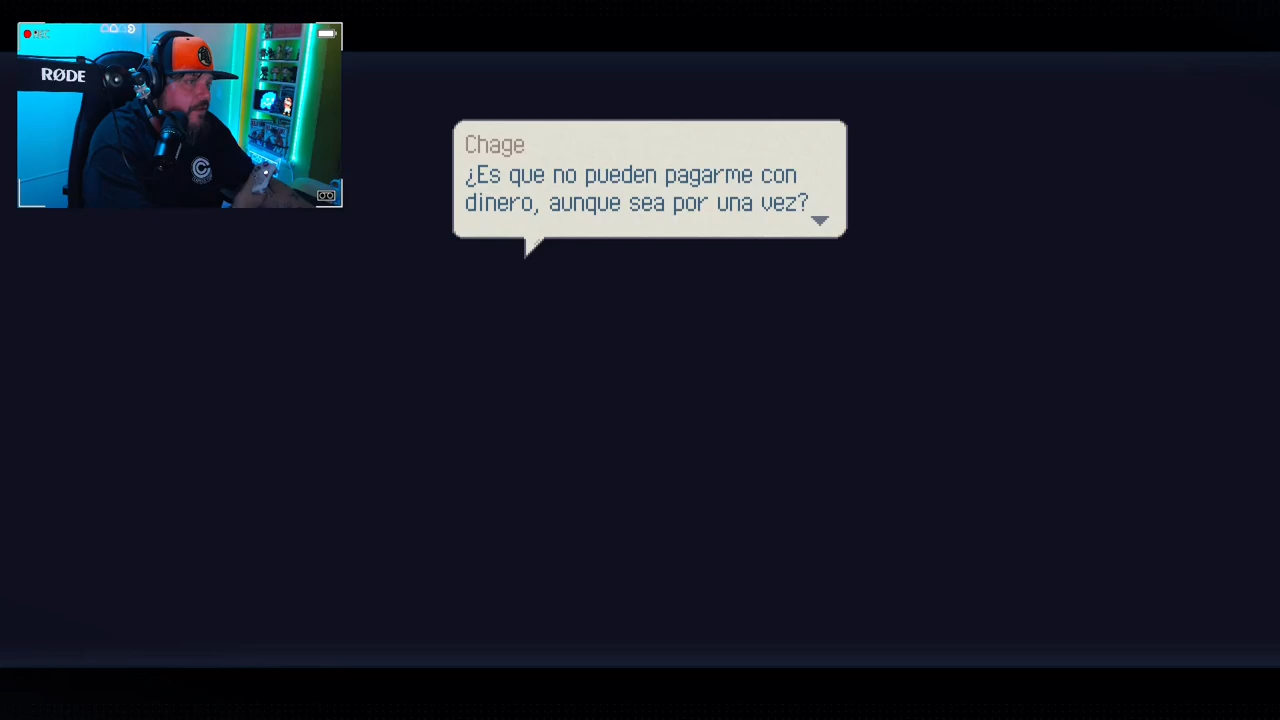 RØDE
Chage
¿Es que no pueden pagarme con
dinero, aunque sea por una vez?